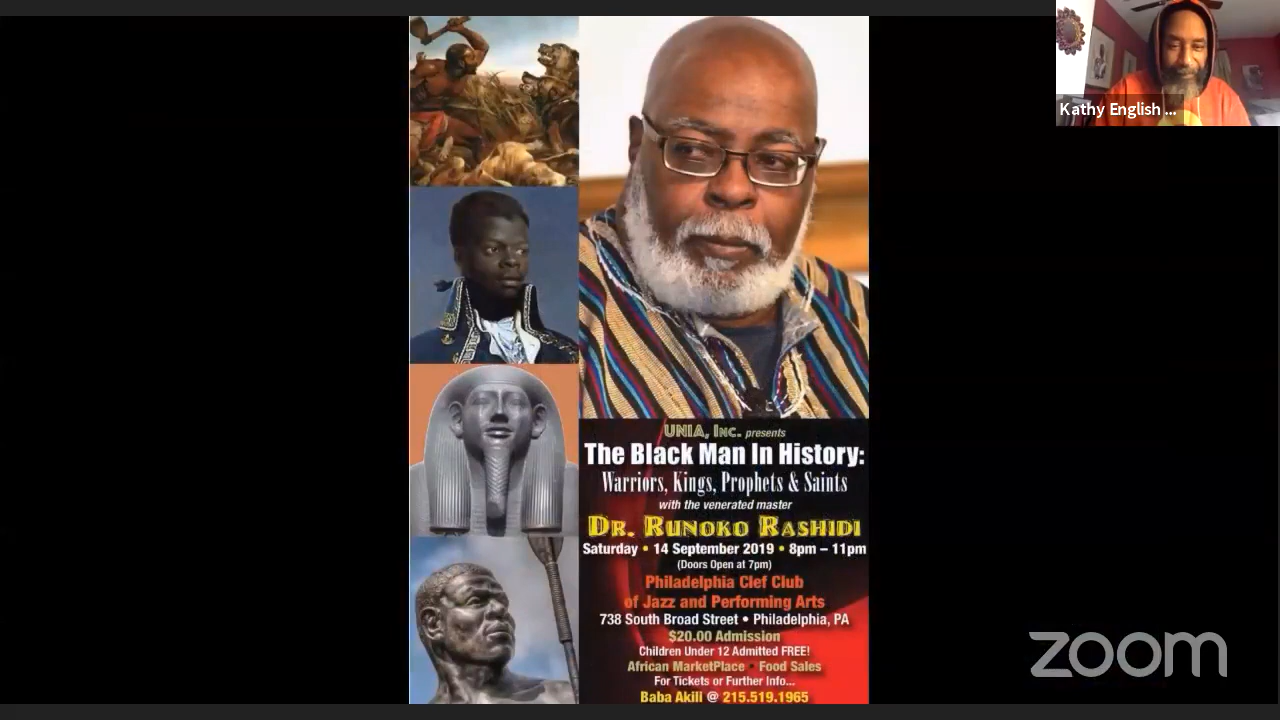 Kathy English ...
UNIA, Inc. presents
The Black Man In History:
Warriors, Kings, Prophets & Saints
with the venerated master
Dr. Runoko Rashidi
Saturday • 14 September 2019 • 8pm – 11pm
(Doors Open at 7pm)
Philadelphia Clef Club
of Jazz and Performing Arts
738 South Broad Street • Philadelphia, PA
$20.00 Admission
Children Under 12 Admitted FREE!
African MarketPlace • Food Sales
For Tickets or Further Info...
Baba Akili @ 215.519.1965
zoom